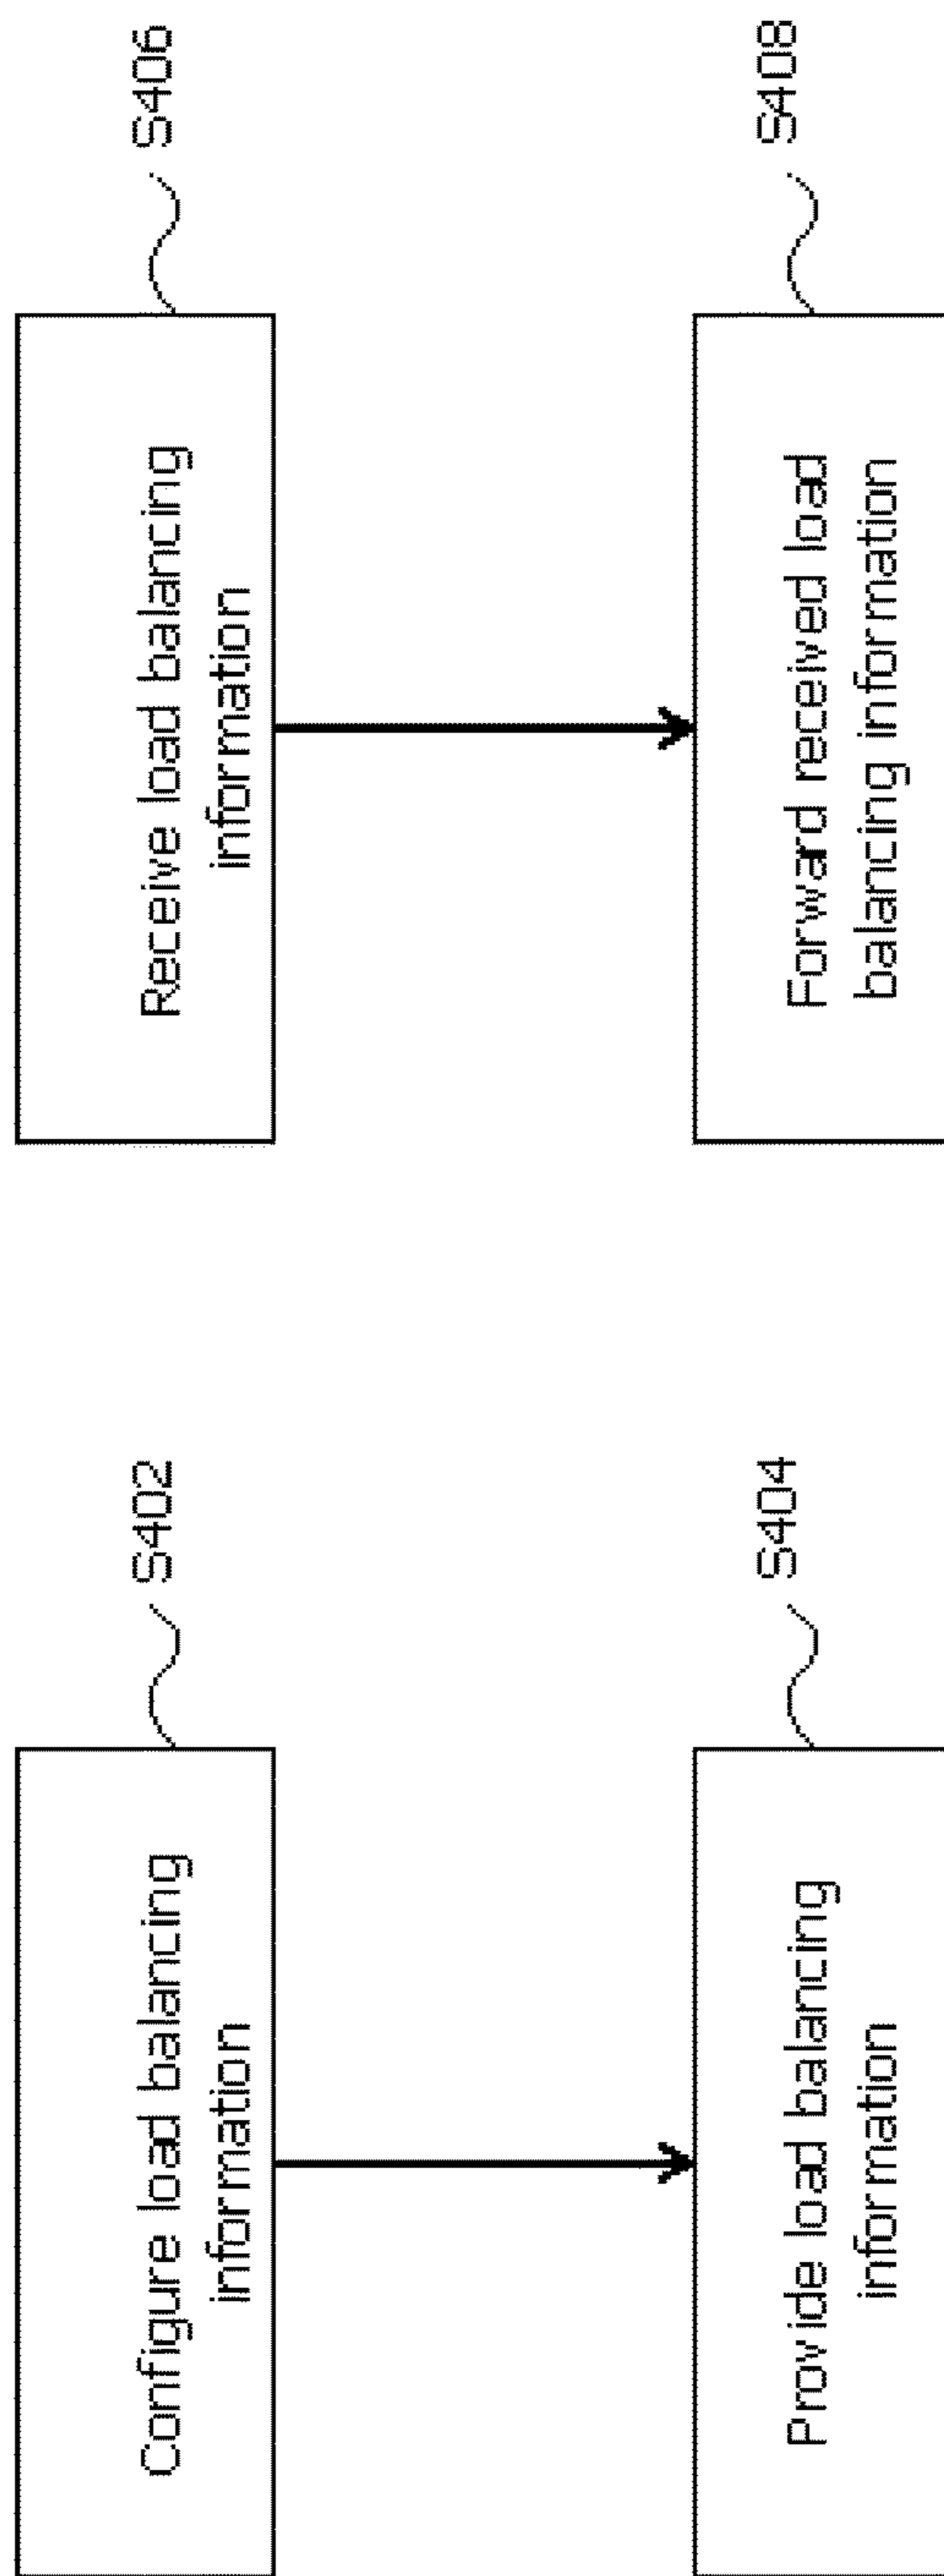 Configure load balancing
information
S402
Provide load balancing
information
S404
Receive load balancing
information
S406
Forward received load
balancing information
S408